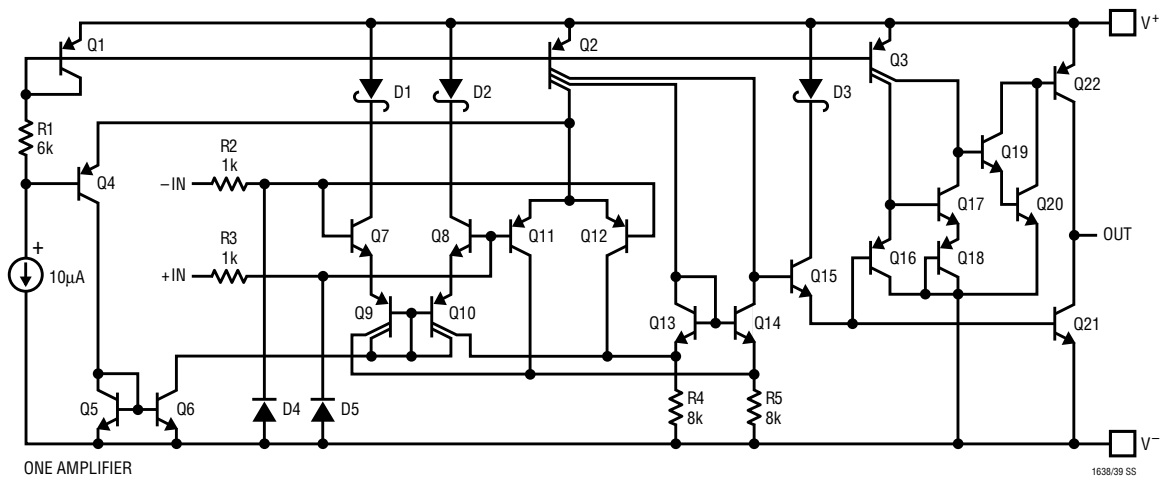 V+
Q1
Q2
Q3
D1
D2
D3
Q22
R1
6k
R2
1k
Q19
Q4
–IN
Q17
Q20
Q7
Q8
Q11
Q12
OUT
R3
1k
+
10µA
+IN
Q15
Q16
Q18
Q9
Q10
Q13
Q14
Q21
Q5
Q6
D4
D5
R4
8k
R5
8k
V–
ONE AMPLIFIER
1638/39 SS